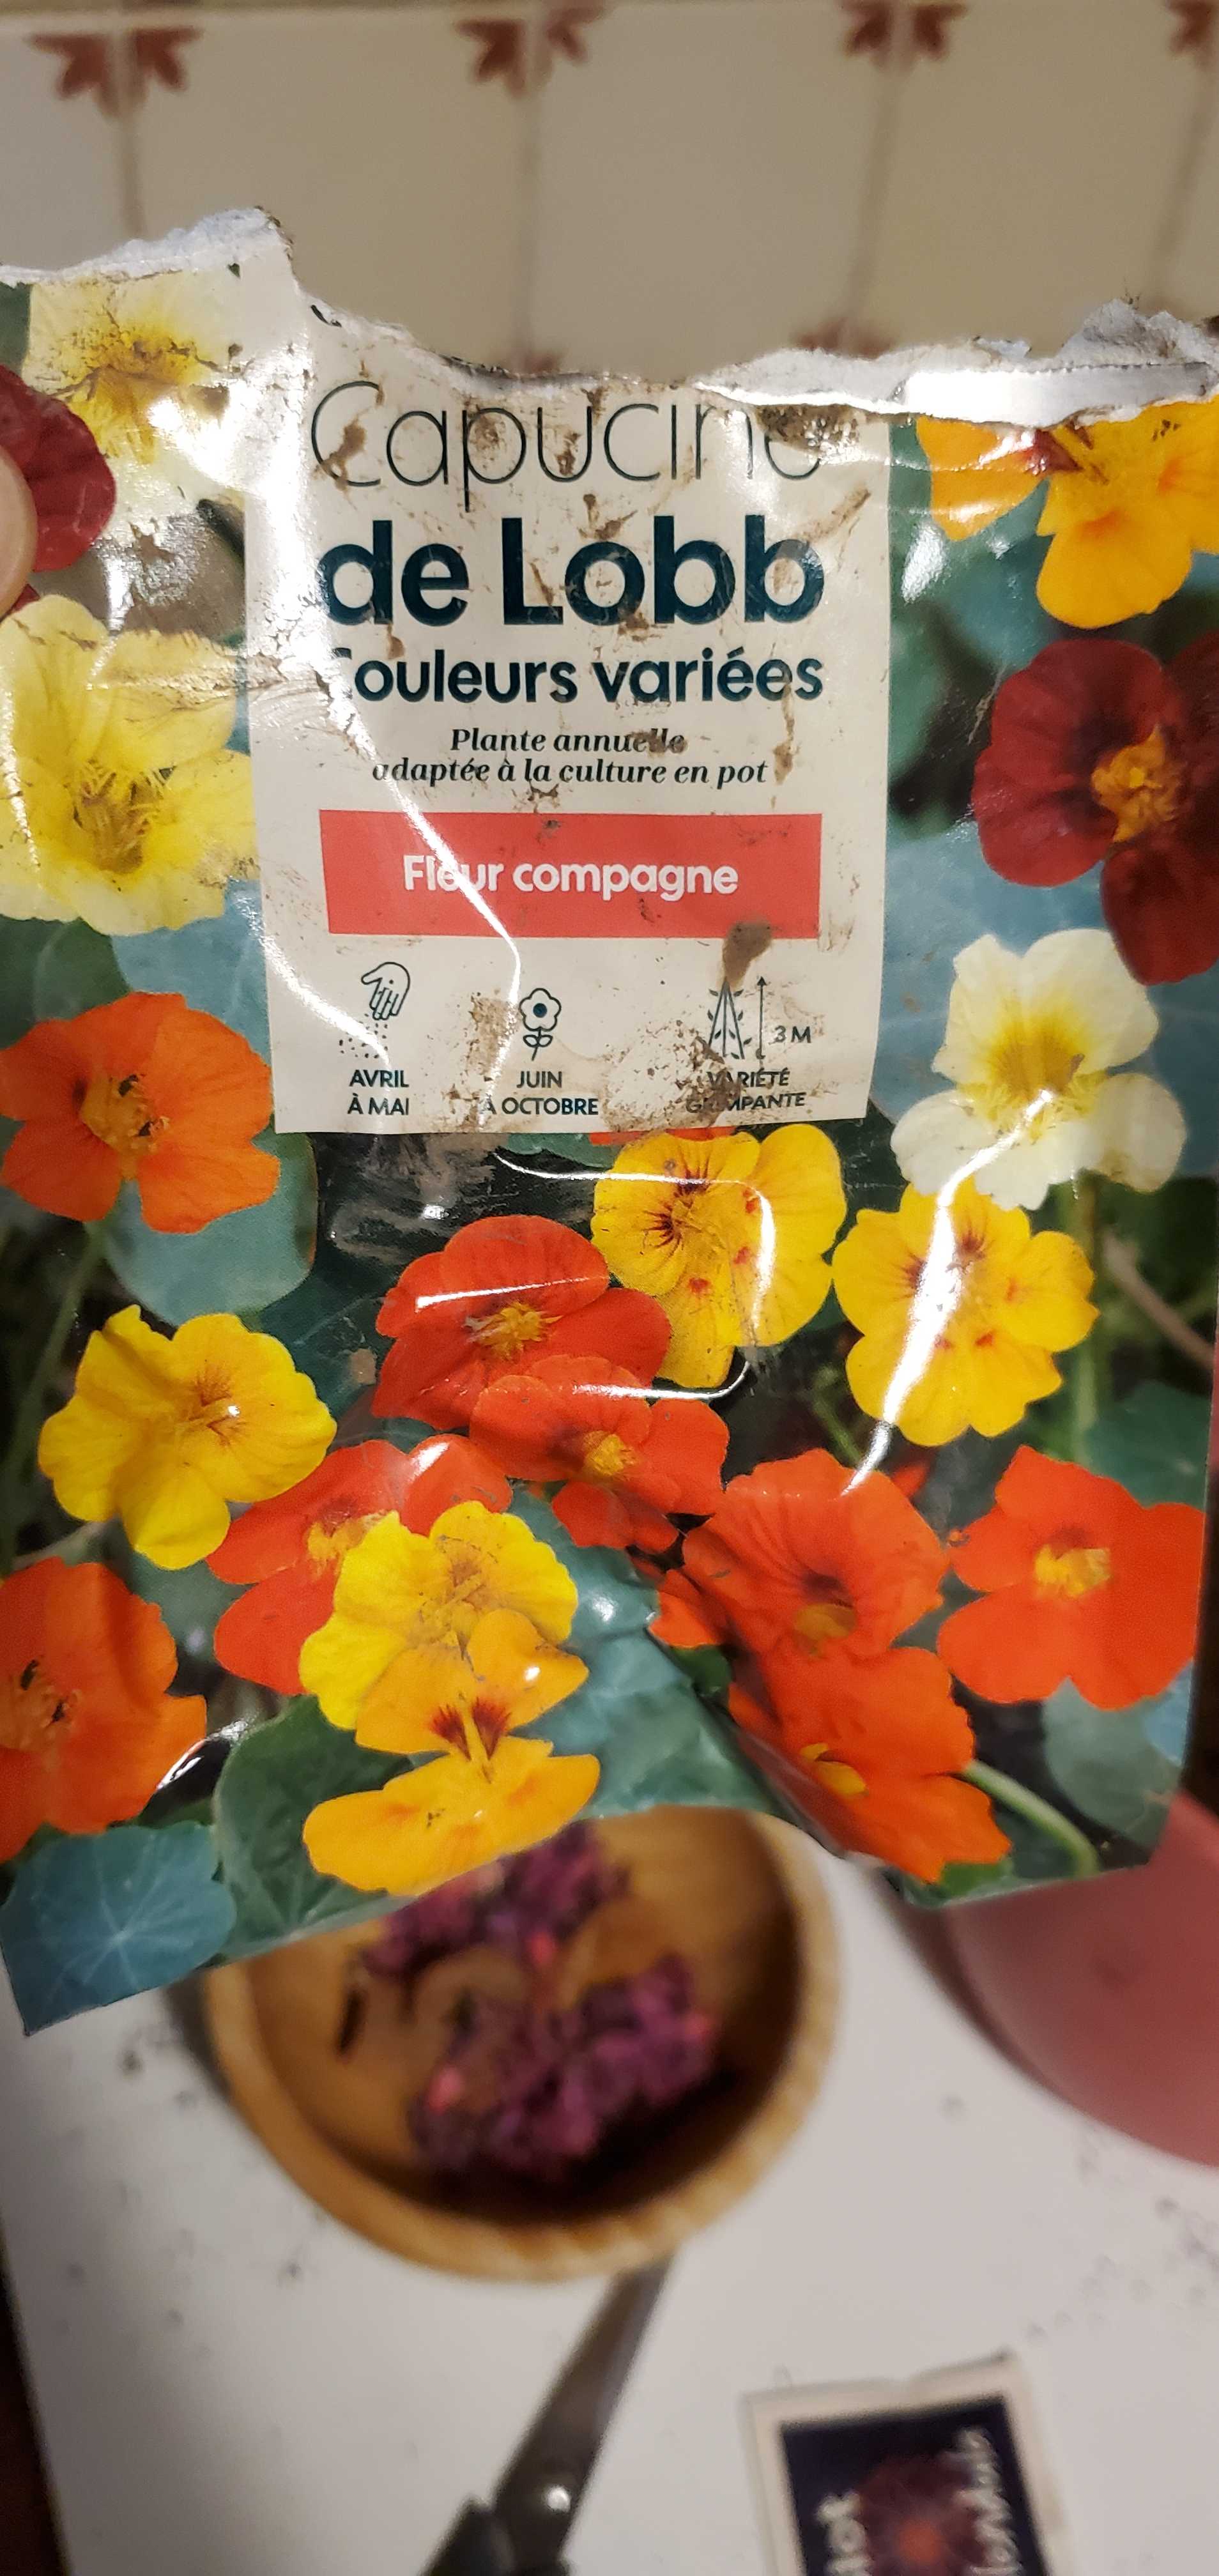 Capucine
de Lobb
Couleurs variées
Plante annuelle
adaptée à la culture en pot
Fleur compagne
3 M
AVRIL
À MAI
JUIN
À OCTOBRE
VARIÉTÉ
GRIMPANTE